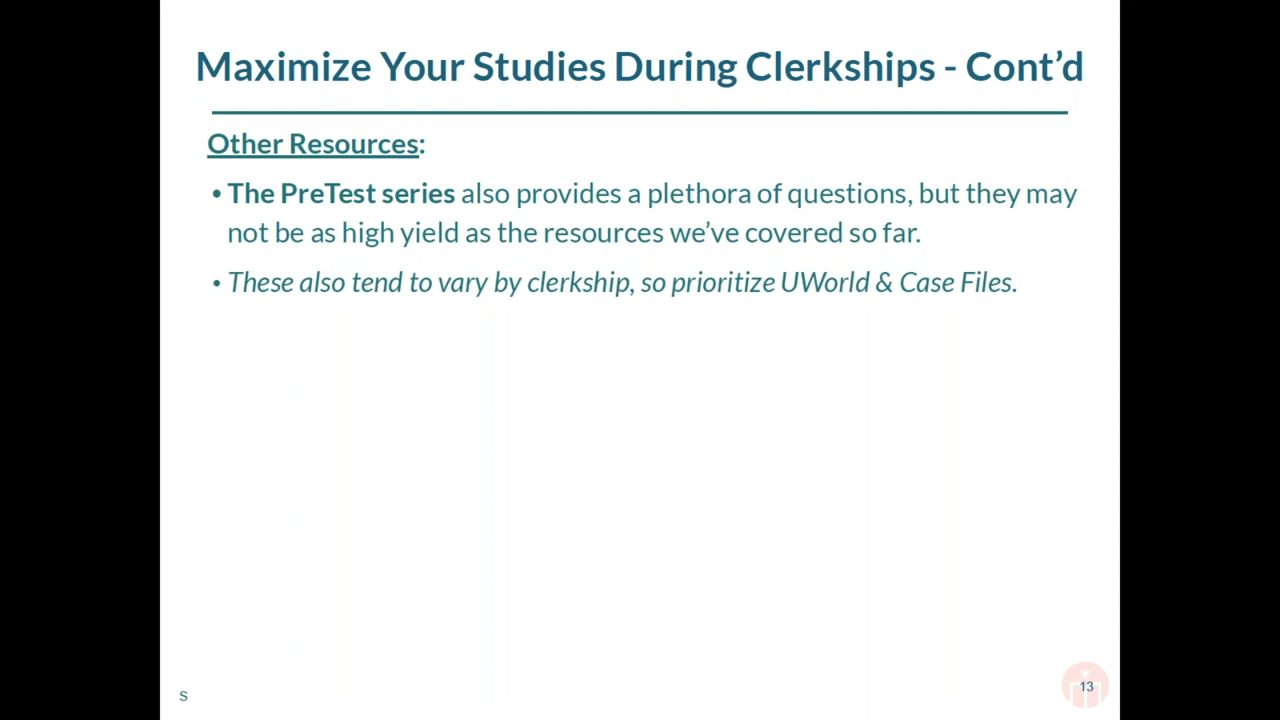 Maximize Your Studies During Clerkships - Cont’d
Other Resources:
• The PreTest series also provides a plethora of questions, but they may
not be as high yield as the resources we’ve covered so far.
• These also tend to vary by clerkship, so prioritize UWorld & Case Files.
S
13